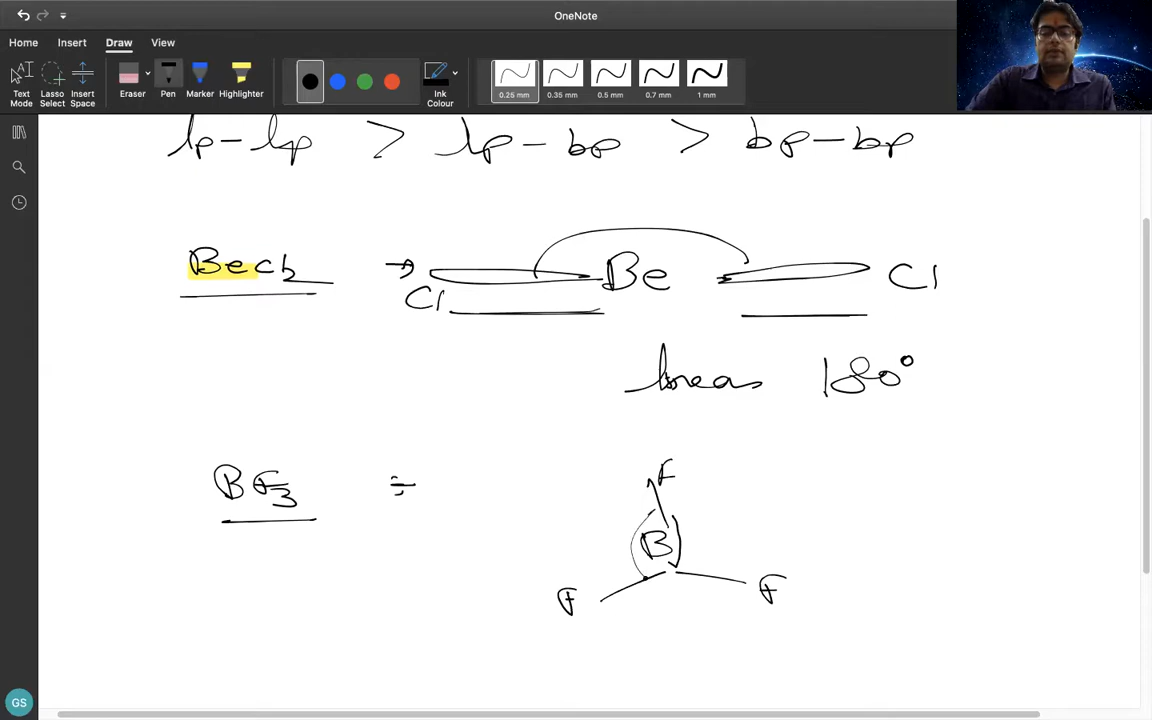 OneNote
Home Insert Draw View
Text Mode Lasso Select Insert Space Eraser Pen Marker Highlighter Ink Colour 0.25 mm 0.35 mm 0.5 mm 0.7 mm 1 mm
lp - lp > lp - bp > bp - bp
BeCl2 → Cl Be Cl
linear 180°
BF3 ÷ F
B
F F
GS